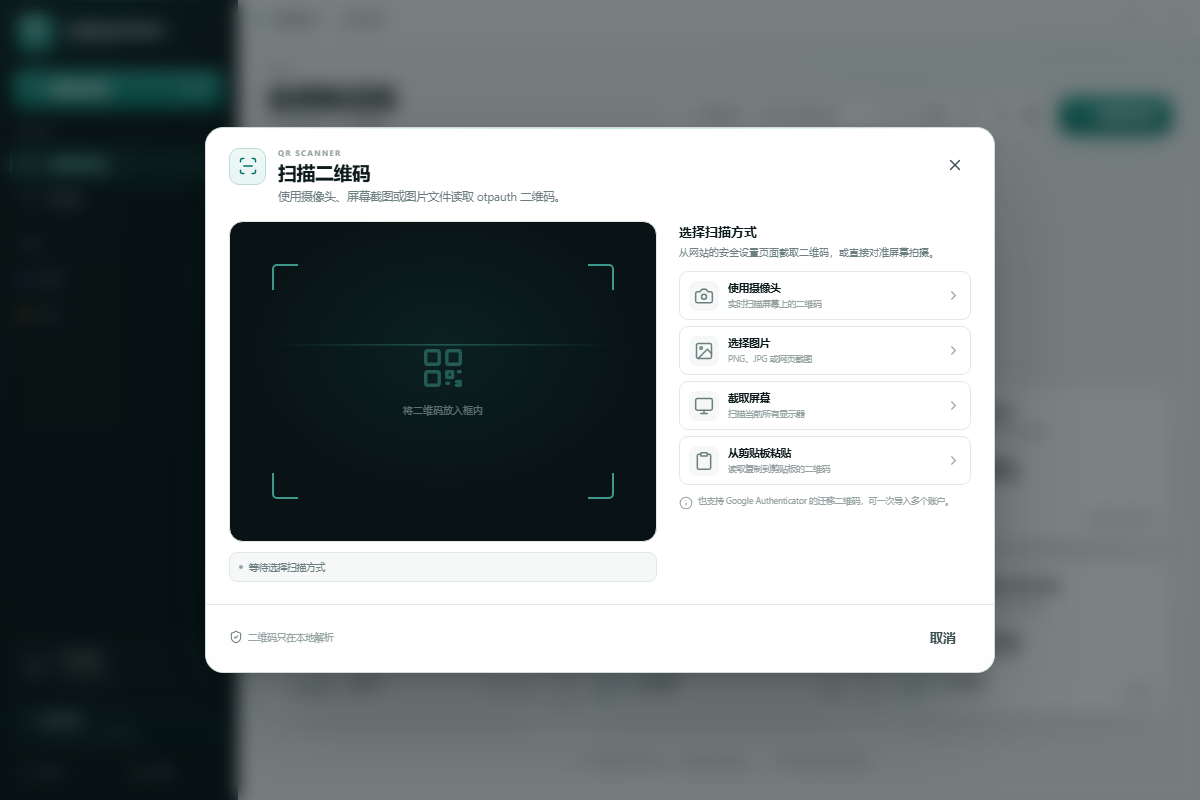 QR SCANNER
扫描二维码
使用摄像头、屏幕截图或图片文件读取 otpauth 二维码。
将二维码放入框内
等待选择扫描方式
选择扫描方式
从网站的安全设置页面截取二维码，或直接对准屏幕拍摄。
使用摄像头
实时扫描屏幕上的二维码
选择图片
PNG、JPG 或网页截图
截取屏幕
扫描当前所有显示器
从剪贴板粘贴
读取复制到剪贴板的二维码
也支持 Google Authenticator 的迁移二维码，可一次导入多个账户。
二维码只在本地解析
取消